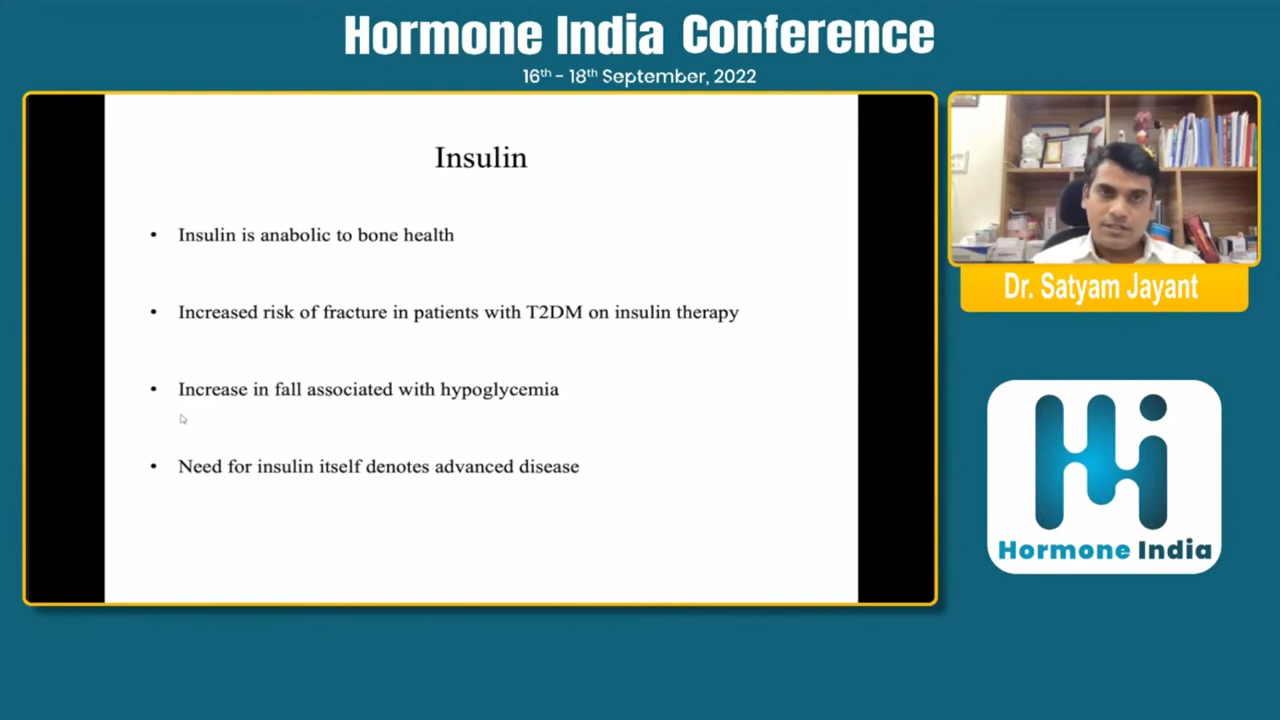 Hormone India Conference
16th - 18th September, 2022
Insulin
• Insulin is anabolic to bone health
• Increased risk of fracture in patients with T2DM on insulin therapy
• Increase in fall associated with hypoglycemia
• Need for insulin itself denotes advanced disease
Dr. Satyam Jayant
Hi
Hormone India